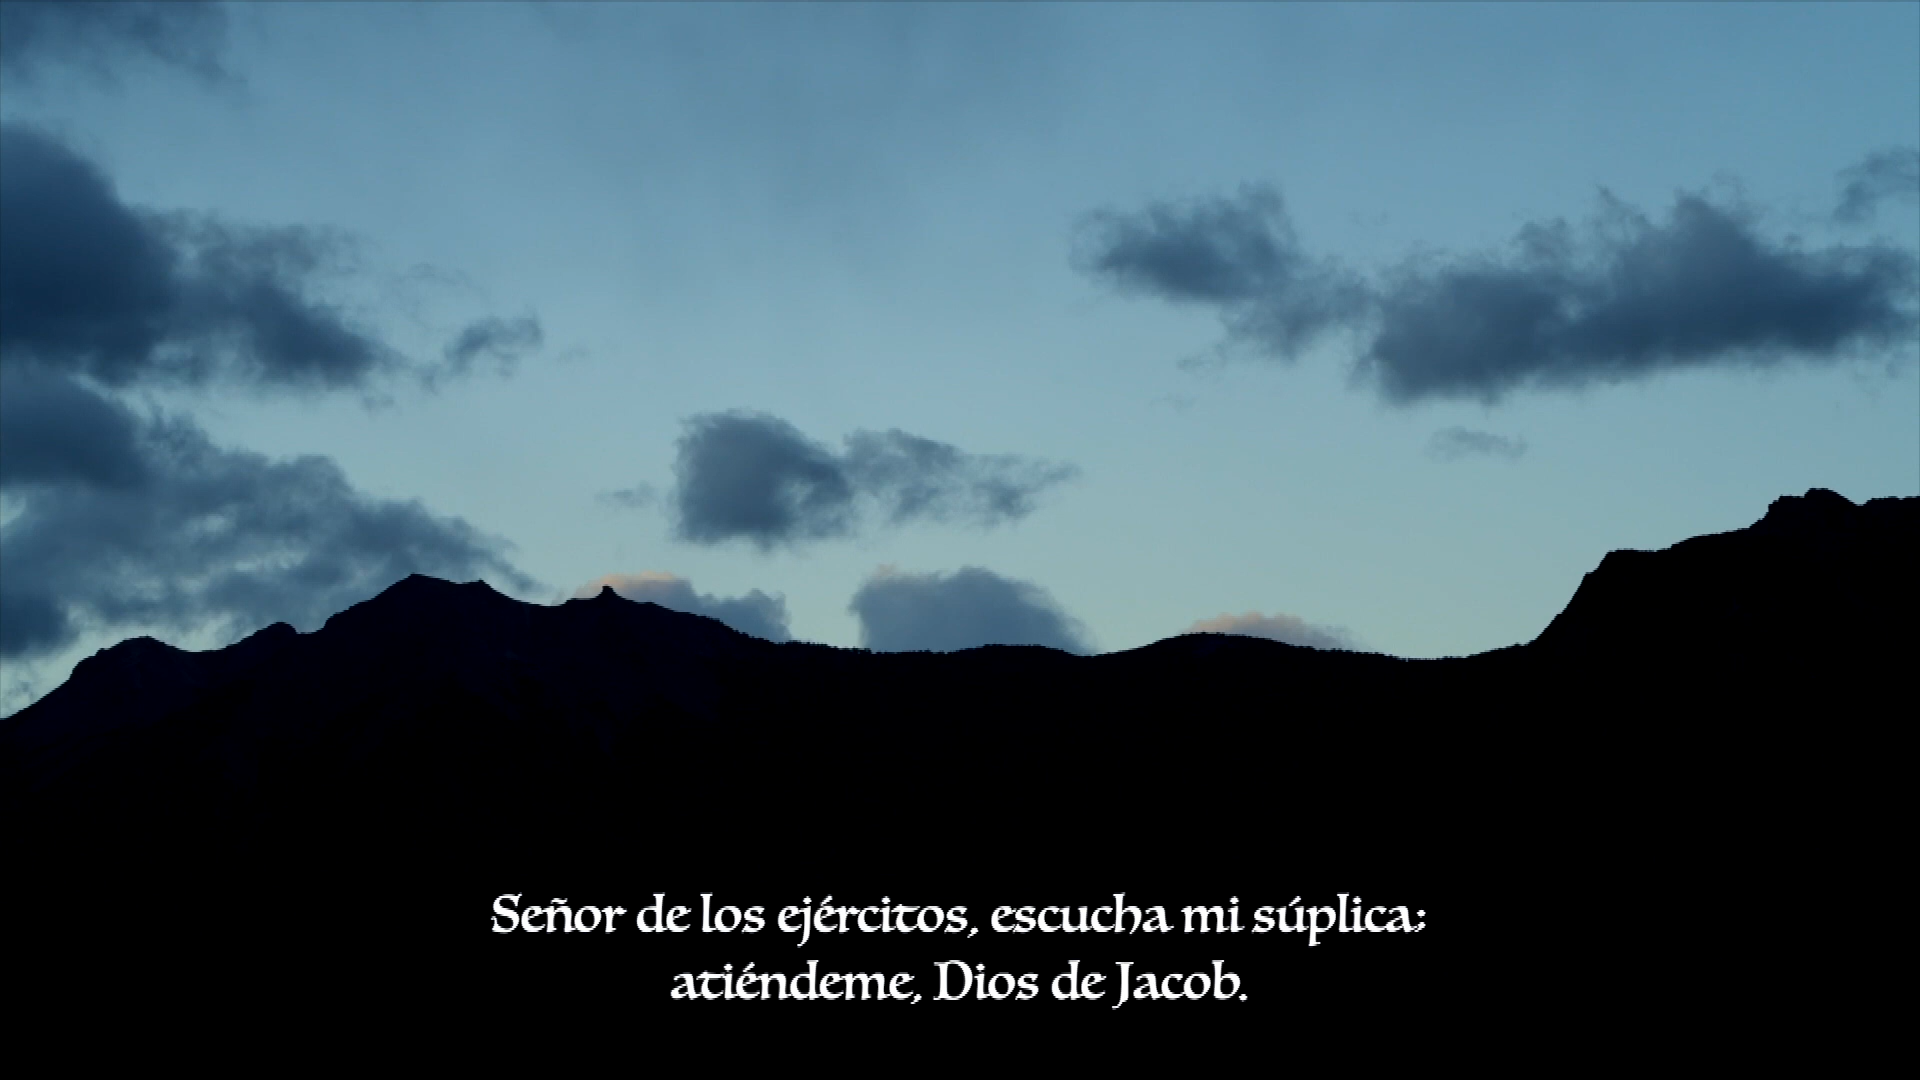 Señor de los ejércitos, escucha mi súplica;
atiéndeme, Dios de Jacob.